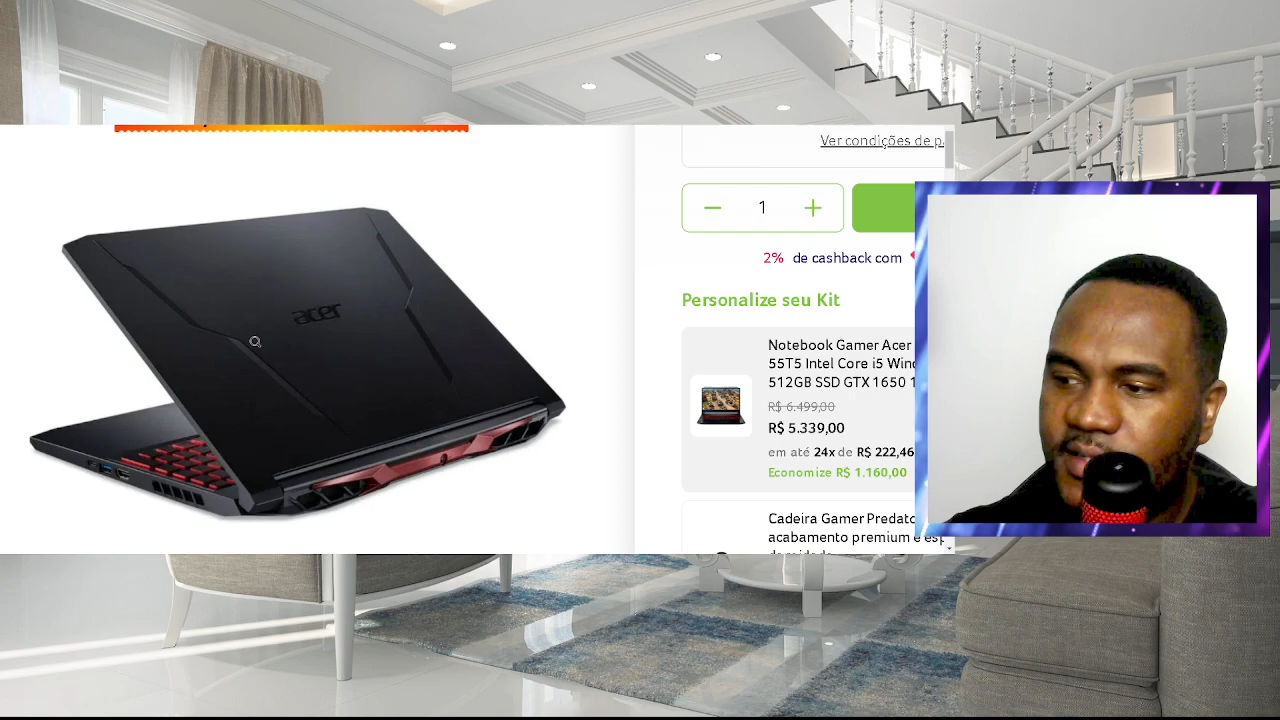 Ver condições de p
1
2% de cashback com
Personalize seu Kit
Notebook Gamer Acer
55T5 Intel Core i5 Wind
512GB SSD GTX 1650 1
R$ 6.499,00
R$ 5.339,00
em até 24x de R$ 222,46
Economize R$ 1.160,00
Cadeira Gamer Predato
acabamento premium e esp
acer